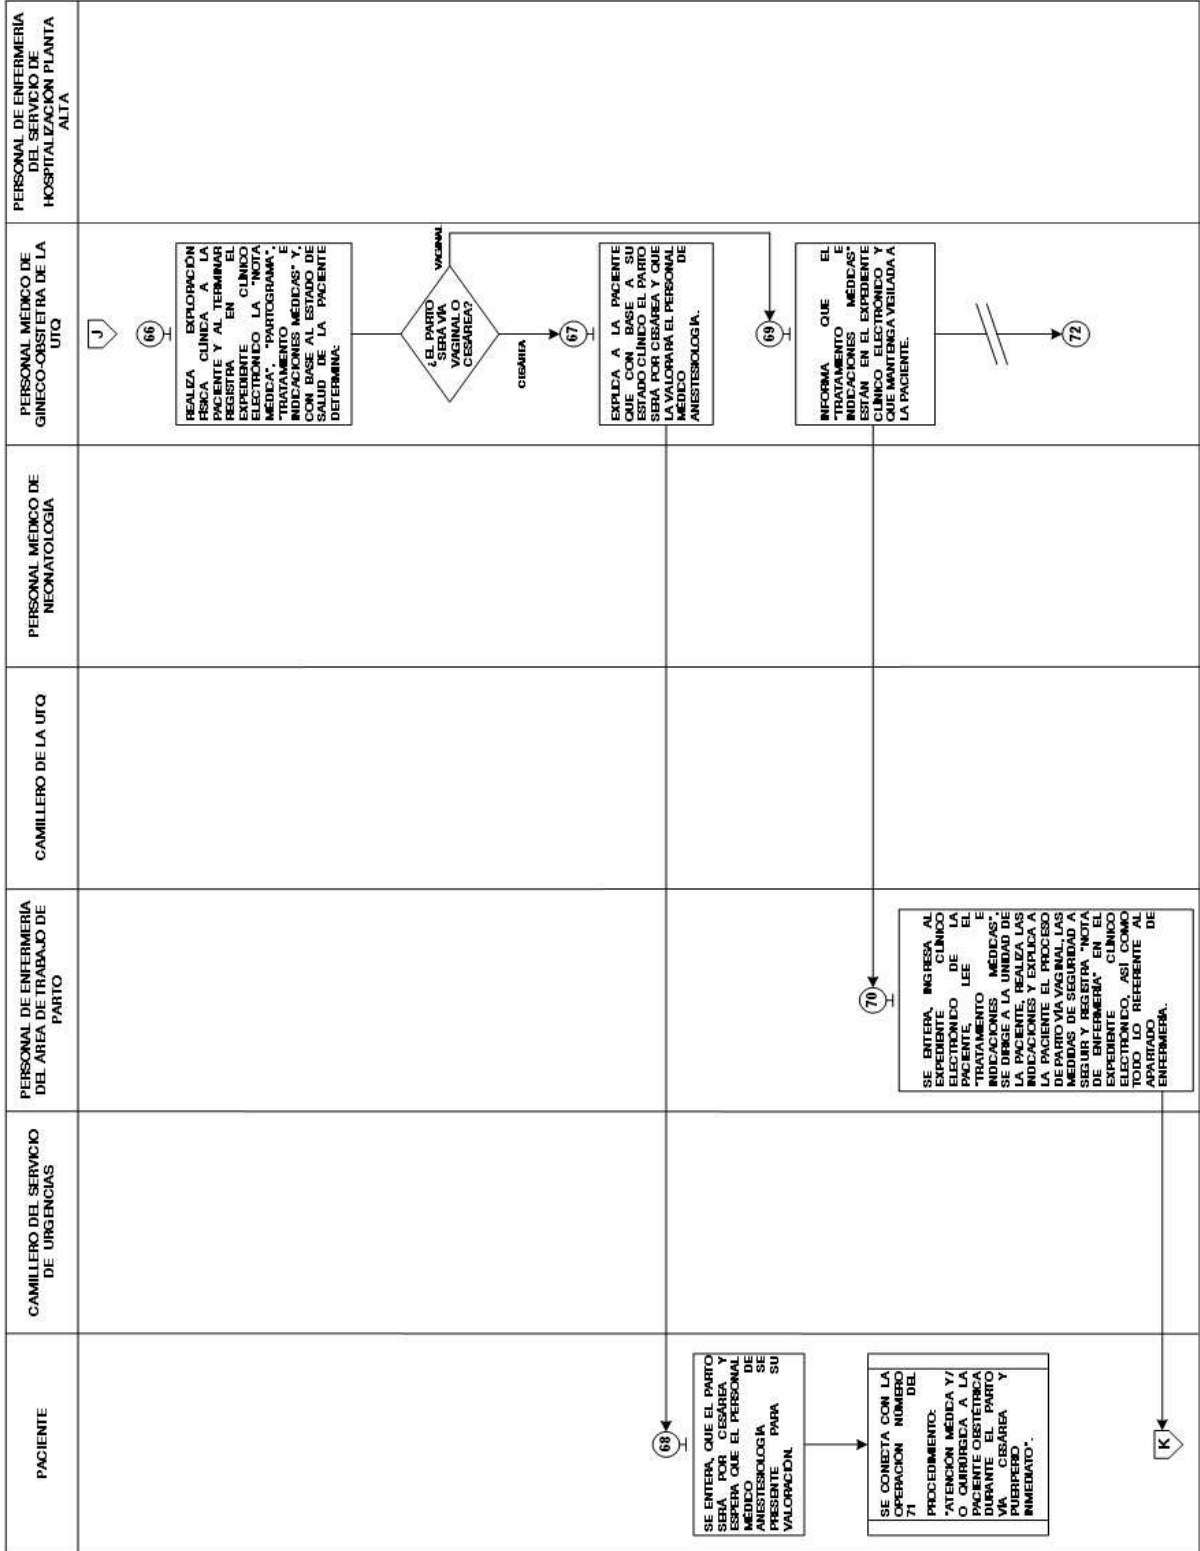 PACIENTE
CAMILLERO DEL SERVICIO
DE URGENCIAS
PERSONAL DE ENFERMERÍA
DEL ÁREA DE TRABAJO DE
PARTO
CAMILLERO DE LA UTQ
PERSONAL MÉDICO DE
NEONATOLOGÍA
PERSONAL MÉDICO DE
GINECO-OBSTETRA DE LA
UTQ
PERSONAL DE ENFERMERÍA
DEL SERVICIO DE
HOSPITALIZACIÓN PLANTA
ALTA
J
66
REALIZA EXPLORACIÓN
FÍSICA CLÍNICA A LA
PACIENTE Y AL TERMINAR
REGISTRA EN EL
EXPEDIENTE CLÍNICO
ELECTRÓNICO LA "NOTA
MÉDICA", "PARTOGRAMA",
"TRATAMIENTO E
INDICACIONES MÉDICAS" Y,
CON BASE AL ESTADO DE
SALUD DE LA PACIENTE
DETERMINA:
¿EL PARTO
SERÁ VÍA
VAGINAL O
CESÁREA?
VAGINAL
CESÁREA
67
EXPLICA A LA PACIENTE
QUE CON BASE A SU
ESTADO CLÍNICO EL PARTO
SERÁ POR CESÁREA Y QUE
LA VALORARÁ EL PERSONAL
MÉDICO DE
ANESTESIOLOGÍA.
68
SE ENTERA, QUE EL PARTO
SERÁ POR CESÁREA Y
ESPERA QUE EL PERSONAL
MÉDICO DE
ANESTESIOLOGÍA SE
PRESENTE PARA SU
VALORACIÓN.
SE CONECTA CON LA
OPERACIÓN NÚMERO
71 DEL
PROCEDIMIENTO:
"ATENCIÓN MÉDICA Y/
O QUIRÚRGICA A LA
PACIENTE OBSTÉTRICA
DURANTE EL PARTO
VÍA CESÁREA Y
PUERPERIO
INMEDIATO".
69
INFORMA QUE EL
"TRATAMIENTO E
INDICACIONES MÉDICAS"
ESTÁN EN EL EXPEDIENTE
CLÍNICO ELECTRÓNICO Y
QUE MANTENGA VIGILADA A
LA PACIENTE.
70
SE ENTERA, INGRESA AL
EXPEDIENTE CLÍNICO
ELECTRÓNICO DE LA
PACIENTE, LEE EL
"TRATAMIENTO E
INDICACIONES MÉDICAS",
SE DIRIGE A LA UNIDAD DE
LA PACIENTE, REALIZA LAS
INDICACIONES Y EXPLICA A
LA PACIENTE EL PROCESO
DE PARTO VÍA VAGINAL, LAS
MEDIDAS DE SEGURIDAD A
SEGUIR Y REGISTRA "NOTA
DE ENFERMERÍA" EN EL
EXPEDIENTE CLÍNICO
ELECTRÓNICO, ASÍ COMO
TODO LO REFERENTE AL
APARTADO DE
ENFERMERÍA.
72
K